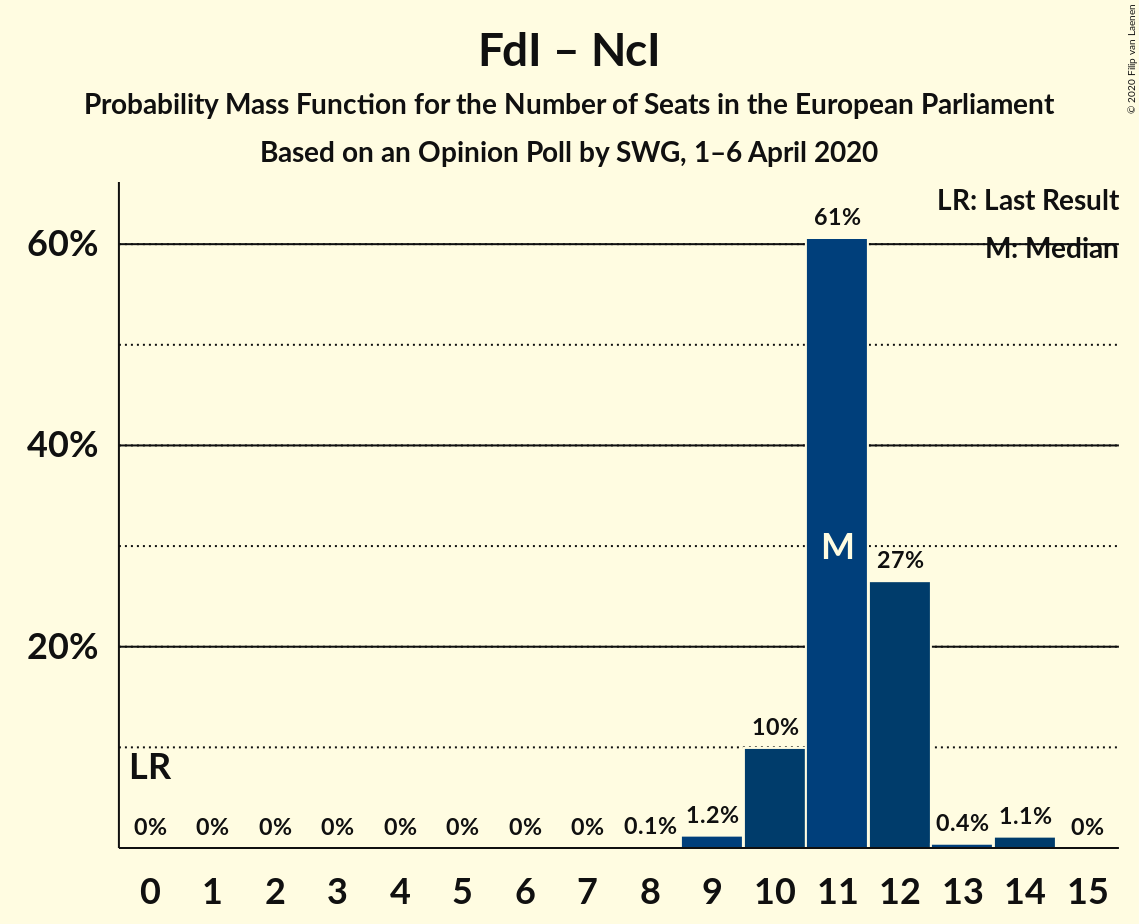 FdI – NcI
Probability Mass Function for the Number of Seats in the European Parliament
Based on an Opinion Poll by SWG, 1–6 April 2020
© 2020 Filip van Laenen
LR: Last Result
M: Median
61%
60%
40%
M
27%
20%
10%
LR
0% 0% 0% 0% 0% 0% 0% 0% 0.1% 1.2% 0.4% 1.1% 0%
0 1 2 3 4 5 6 7 8 9 10 11 12 13 14 15